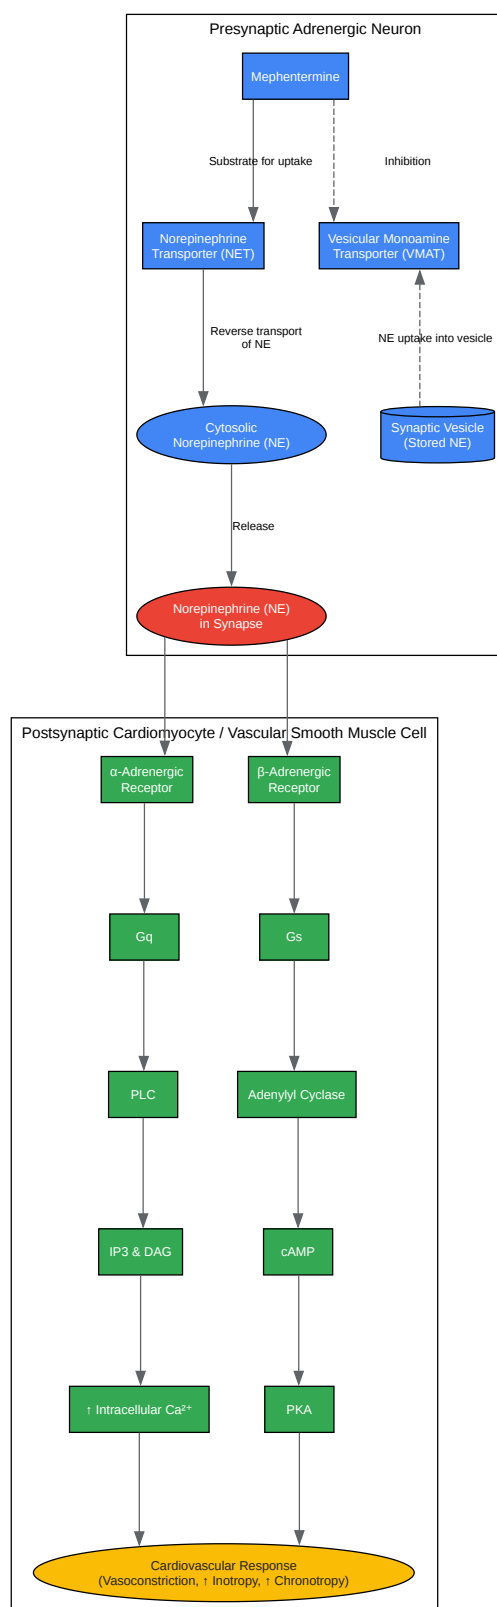 Presynaptic Adrenergic Neuron
Mephentermine
Substrate for uptake
Inhibition
Norepinephrine
Transporter (NET)
Vesicular Monoamine
Transporter (VMAT)
Reverse transport
of NE
NE uptake into vesicle
Cytosolic
Norepinephrine (NE)
Synaptic Vesicle
(Stored NE)
Release
Norepinephrine (NE)
in Synapse
Postsynaptic Cardiomyocyte / Vascular Smooth Muscle Cell
α-Adrenergic
Receptor
β-Adrenergic
Receptor
Gq
Gs
PLC
Adenylyl Cyclase
IP3 & DAG
cAMP
↑ Intracellular Ca²⁺
PKA
Cardiovascular Response
(Vasoconstriction, ↑ Inotropy, ↑ Chronotropy)